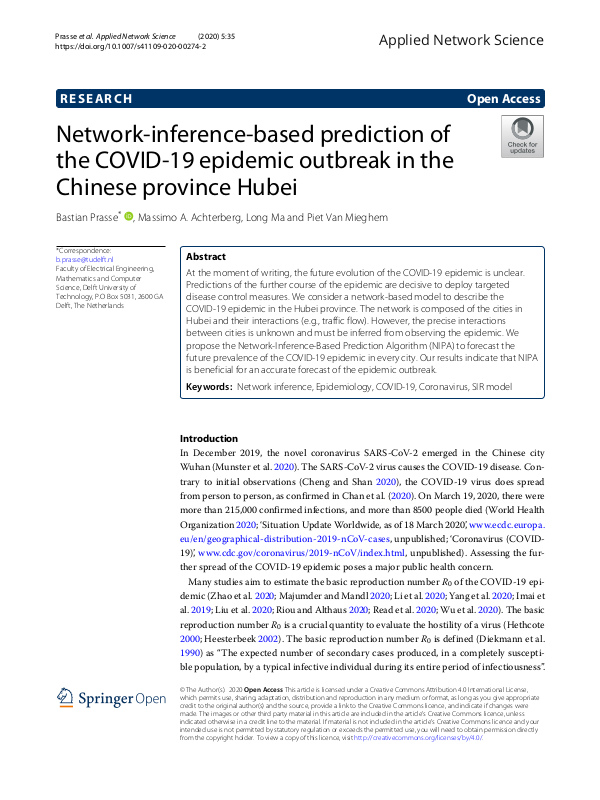 Prasse et al. Applied Network Science (2020) 5:35
https://doi.org/10.1007/s41109-020-00274-2
Applied Network Science
RESEARCH
Open Access
Check for
updates
Network-inference-based prediction of
the COVID-19 epidemic outbreak in the
Chinese province Hubei
Bastian Prasse*, Massimo A. Achterberg, Long Ma and Piet Van Mieghem
*Correspondence:
b.prasse@tudelft.nl
Faculty of Electrical Engineering,
Mathematics and Computer
Science, Delft University of
Technology, P.O Box 5031, 2600 GA
Delft, The Netherlands
Abstract
At the moment of writing, the future evolution of the COVID-19 epidemic is unclear.
Predictions of the further course of the epidemic are decisive to deploy targeted
disease control measures. We consider a network-based model to describe the
COVID-19 epidemic in the Hubei province. The network is composed of the cities in
Hubei and their interactions (e.g., traffic flow). However, the precise interactions
between cities is unknown and must be inferred from observing the epidemic. We
propose the Network-Inference-Based Prediction Algorithm (NIPA) to forecast the
future prevalence of the COVID-19 epidemic in every city. Our results indicate that NIPA
is beneficial for an accurate forecast of the epidemic outbreak.
Keywords: Network inference, Epidemiology, COVID-19, Coronavirus, SIR model
Introduction
In December 2019, the novel coronavirus SARS-CoV-2 emerged in the Chinese city
Wuhan (Munster et al. 2020). The SARS-CoV-2 virus causes the COVID-19 disease. Con-
trary to initial observations (Cheng and Shan 2020), the COVID-19 virus does spread
from person to person, as confirmed in Chan et al. (2020). On March 19, 2020, there were
more than 215,000 confirmed infections, and more than 8500 people died (World Health
Organization 2020; ‘Situation Update Worldwide, as of 18 March 2020’, www.ecdc.europa.
eu/en/geographical-distribution-2019-nCoV-cases, unpublished; ‘Coronavirus (COVID-
19)’, www.cdc.gov/coronavirus/2019-nCoV/index.html, unpublished). Assessing the fur-
ther spread of the COVID-19 epidemic poses a major public health concern.
Many studies aim to estimate the basic reproduction number R0 of the COVID-19 epi-
demic (Zhao et al. 2020; Majumder and Mandl 2020; Li et al. 2020; Yang et al. 2020; Imai et
al. 2019; Liu et al. 2020; Riou and Althaus 2020; Read et al. 2020; Wu et al. 2020). The basic
reproduction number R0 is a crucial quantity to evaluate the hostility of a virus (Hethcote
2000; Heesterbeek 2002). The basic reproduction number R0 is defined (Diekmann et al.
1990) as “The expected number of secondary cases produced, in a completely suscepti-
ble population, by a typical infective individual during its entire period of infectiousness”.
Springer Open
© The Author(s). 2020 Open Access This article is licensed under a Creative Commons Attribution 4.0 International License,
which permits use, sharing, adaptation, distribution and reproduction in any medium or format, as long as you give appropriate
credit to the original author(s) and the source, provide a link to the Creative Commons licence, and indicate if changes were
made. The images or other third party material in this article are included in the article's Creative Commons licence, unless
indicated otherwise in a credit line to the material. If material is not included in the article's Creative Commons licence and your
intended use is not permitted by statutory regulation or exceeds the permitted use, you will need to obtain permission directly
from the copyright holder. To view a copy of this licence, visit http://creativecommons.org/licenses/by/4.0/.